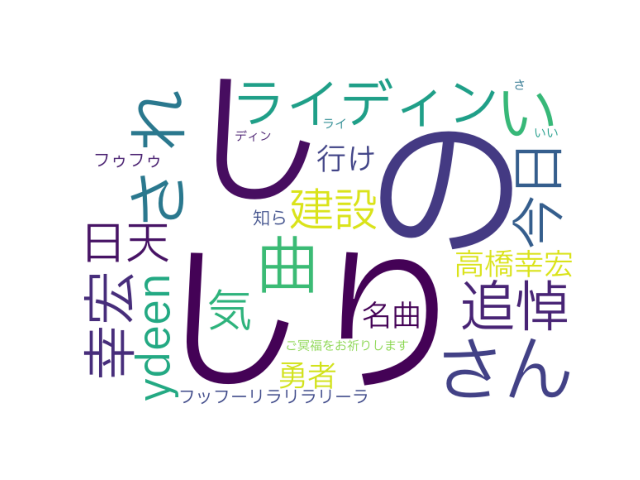 し
の
しり
ライディン
い
され
さん
今日
追悼
曲
建設
行け
日天
幸宏
ydeen
気
名曲
高橋幸宏
勇者
知ら
ご冥福をお祈りします
フッフーリラリラリーラ
フゥフゥ
ディン
ライ
さ
いい